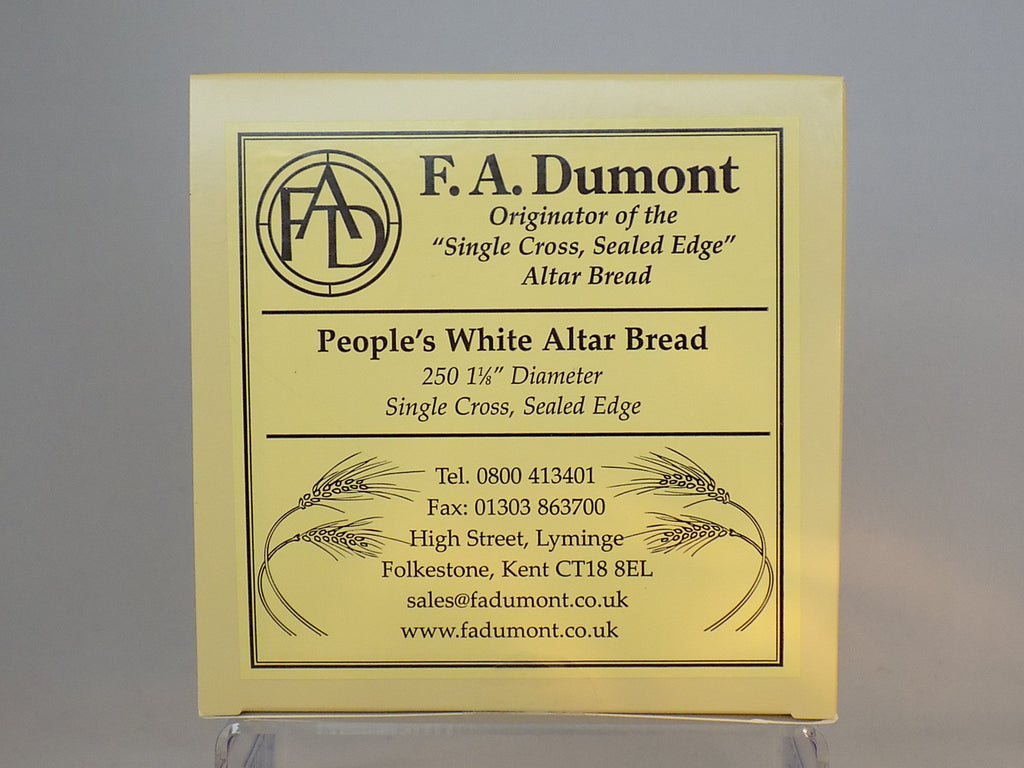 FAD
F. A. Dumont
Originator of the
“Single Cross, Sealed Edge”
Altar Bread
People’s White Altar Bread
250 1⅛” Diameter
Single Cross, Sealed Edge
Tel. 0800 413401
Fax: 01303 863700
High Street, Lyminge
Folkestone, Kent CT18 8EL
sales@fadumont.co.uk
www.fadumont.co.uk